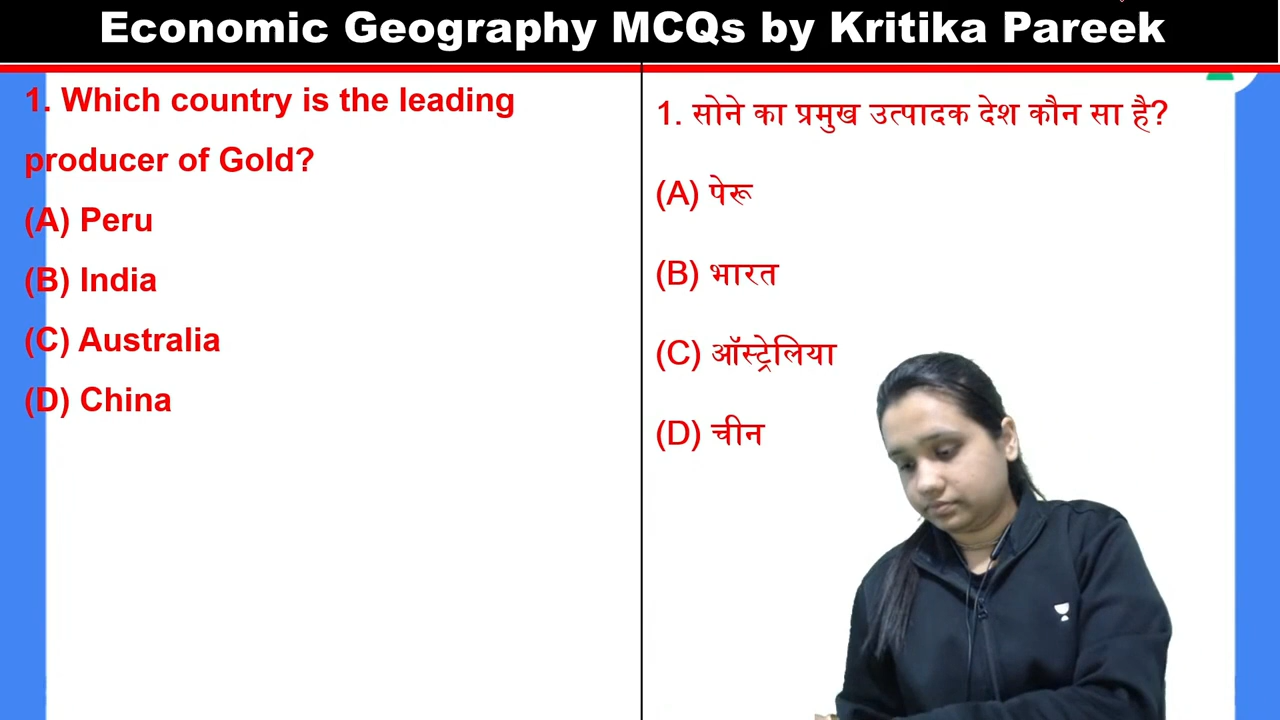 Economic Geography MCQs by Kritika Pareek
1. Which country is the leading
producer of Gold?
(A) Peru
(B) India
(C) Australia
(D) China
1. सोने का प्रमुख उत्पादक देश कौन सा है?
(A) पेरू
(B) भारत
(C) ऑस्ट्रेलिया
(D) चीन